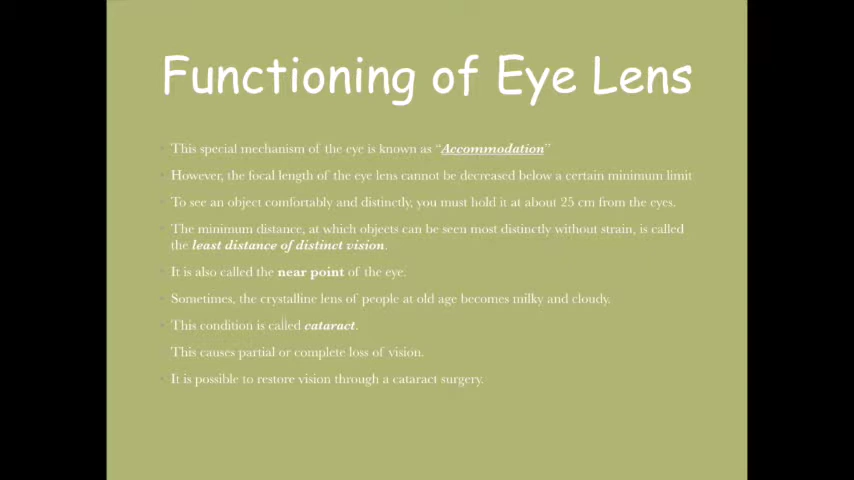 Functioning of Eye Lens
This special mechanism of the eye is known as “Accommodation”
However, the focal length of the eye lens cannot be decreased below a certain minimum limit
To see an object comfortably and distinctly, you must hold it at about 25 cm from the eyes.
The minimum distance, at which objects can be seen most distinctly without strain, is called
the least distance of distinct vision.
It is also called the near point of the eye.
Sometimes, the crystalline lens of people at old age becomes milky and cloudy.
This condition is called cataract.
This causes partial or complete loss of vision.
It is possible to restore vision through a cataract surgery.